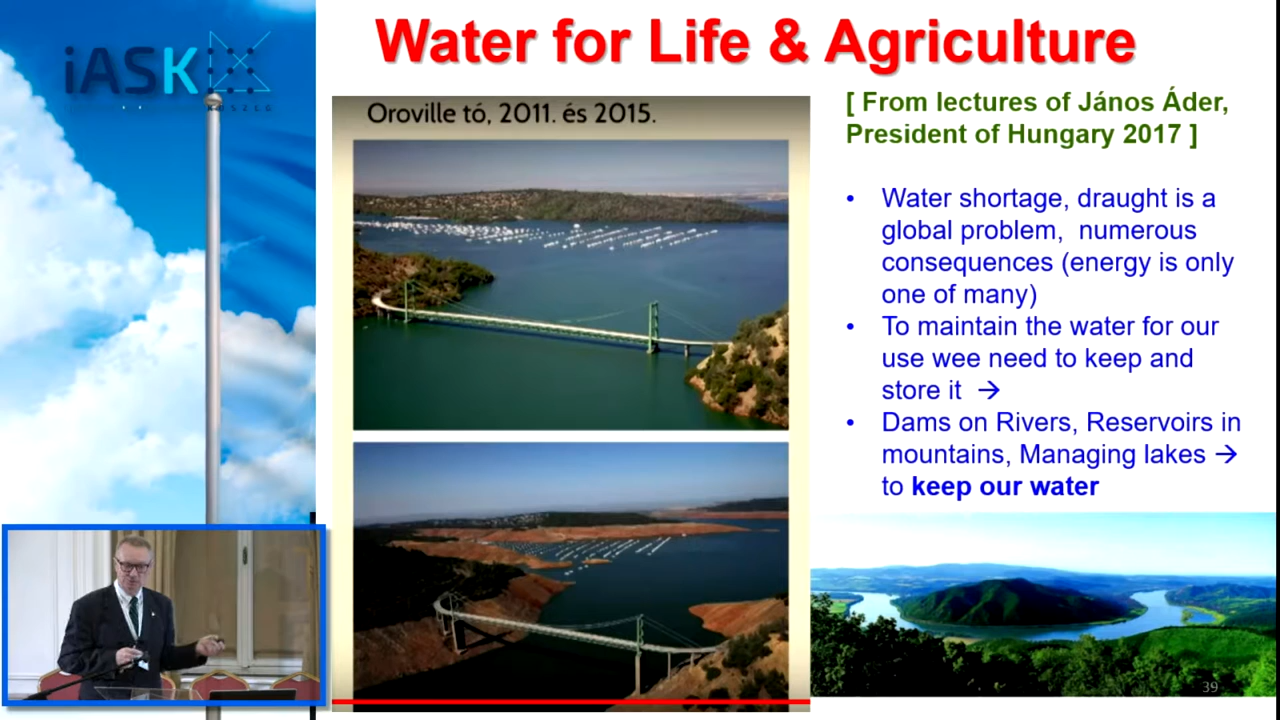 iASK
Water for Life & Agriculture
Oroville tó, 2011. és 2015.
[ From lectures of János Áder,
President of Hungary 2017 ]
• Water shortage, draught is a
global problem, numerous
consequences (energy is only
one of many)
• To maintain the water for our
use wee need to keep and
store it →
• Dams on Rivers, Reservoirs in
mountains, Managing lakes →
to keep our water
39